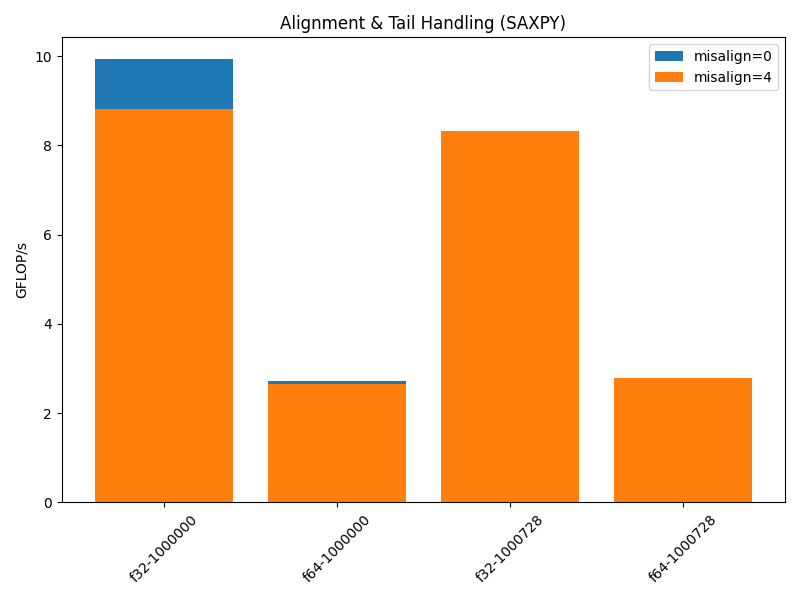 Alignment & Tail Handling (SAXPY)
misalign=0
misalign=4
GFLOP/s
10
8
6
4
2
0
f32-1000000
f64-1000000
f32-1000728
f64-1000728